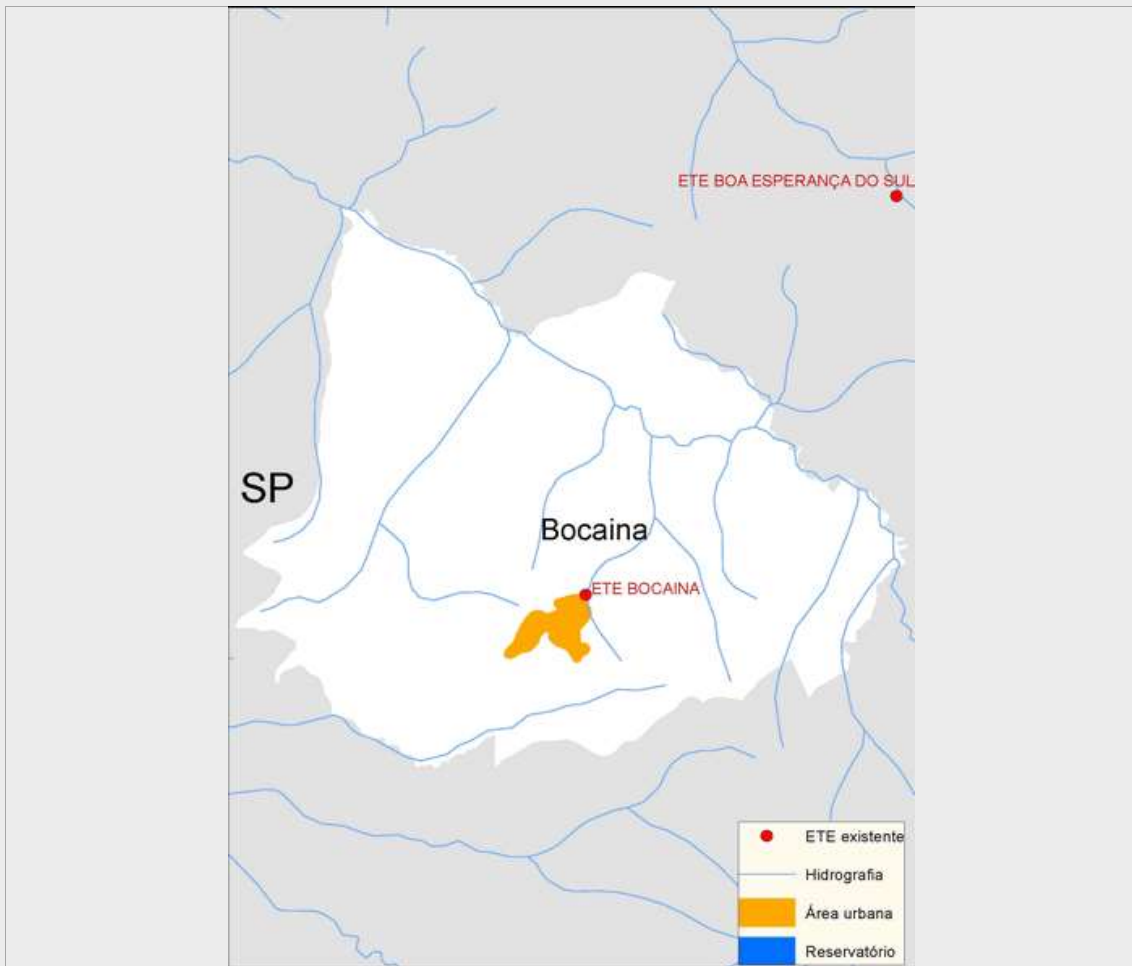 ETE BOA ESPERANÇA DO SUL
SP
Bocaina
ETE BOCAINA
ETE existente
Hidrografia
Área urbana
Reservatório